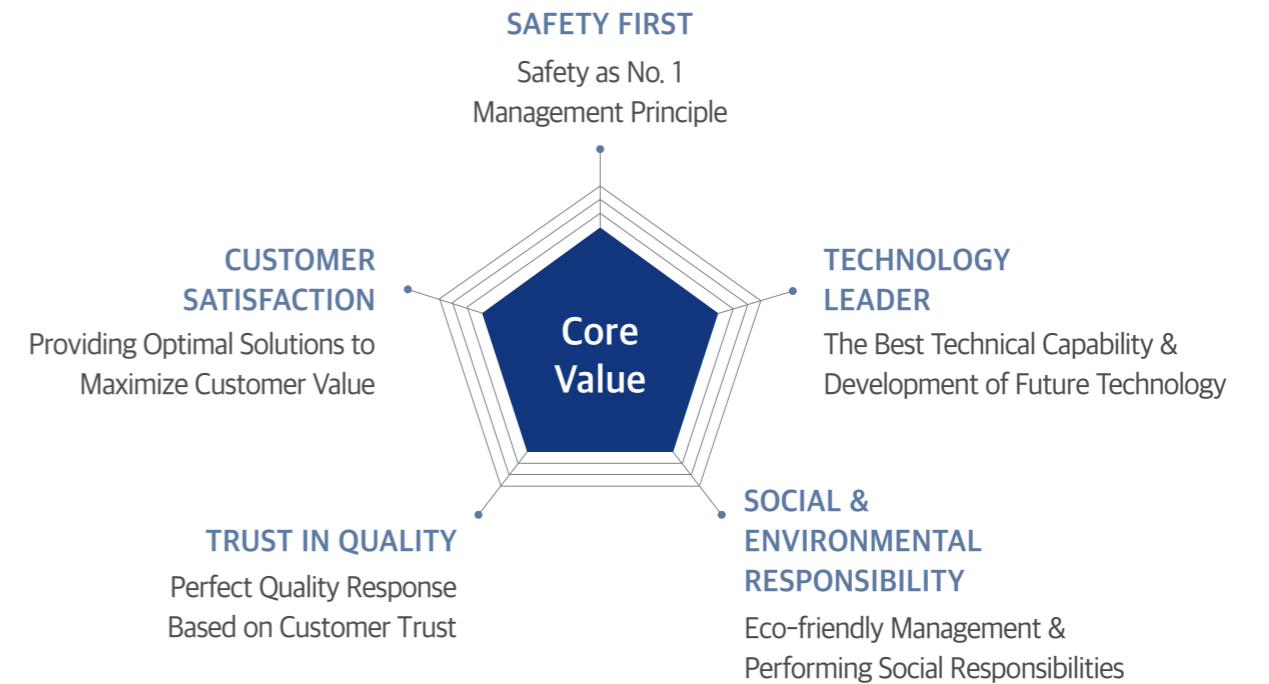 SAFETY FIRST
Safety as No. 1
Management Principle
CUSTOMER
SATISFACTION
Providing Optimal Solutions to
Maximize Customer Value
Core
Value
TECHNOLOGY
LEADER
The Best Technical Capability &
Development of Future Technology
TRUST IN QUALITY
Perfect Quality Response
Based on Customer Trust
SOCIAL &
ENVIRONMENTAL
RESPONSIBILITY
Eco-friendly Management &
Performing Social Responsibilities